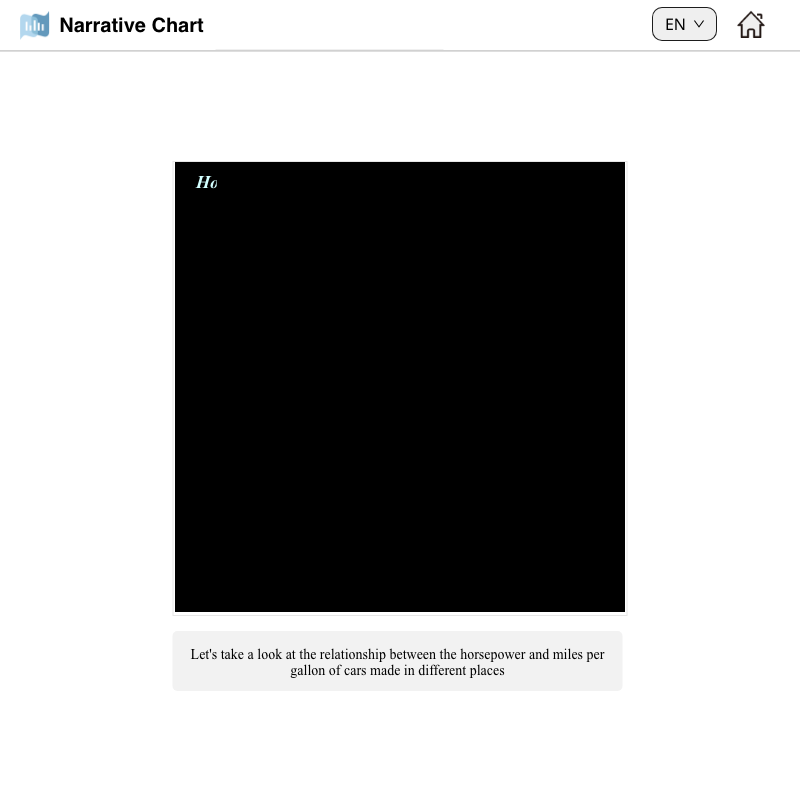 Narrative Chart
EN
Ho
Let's take a look at the relationship between the horsepower and miles per
gallon of cars made in different places